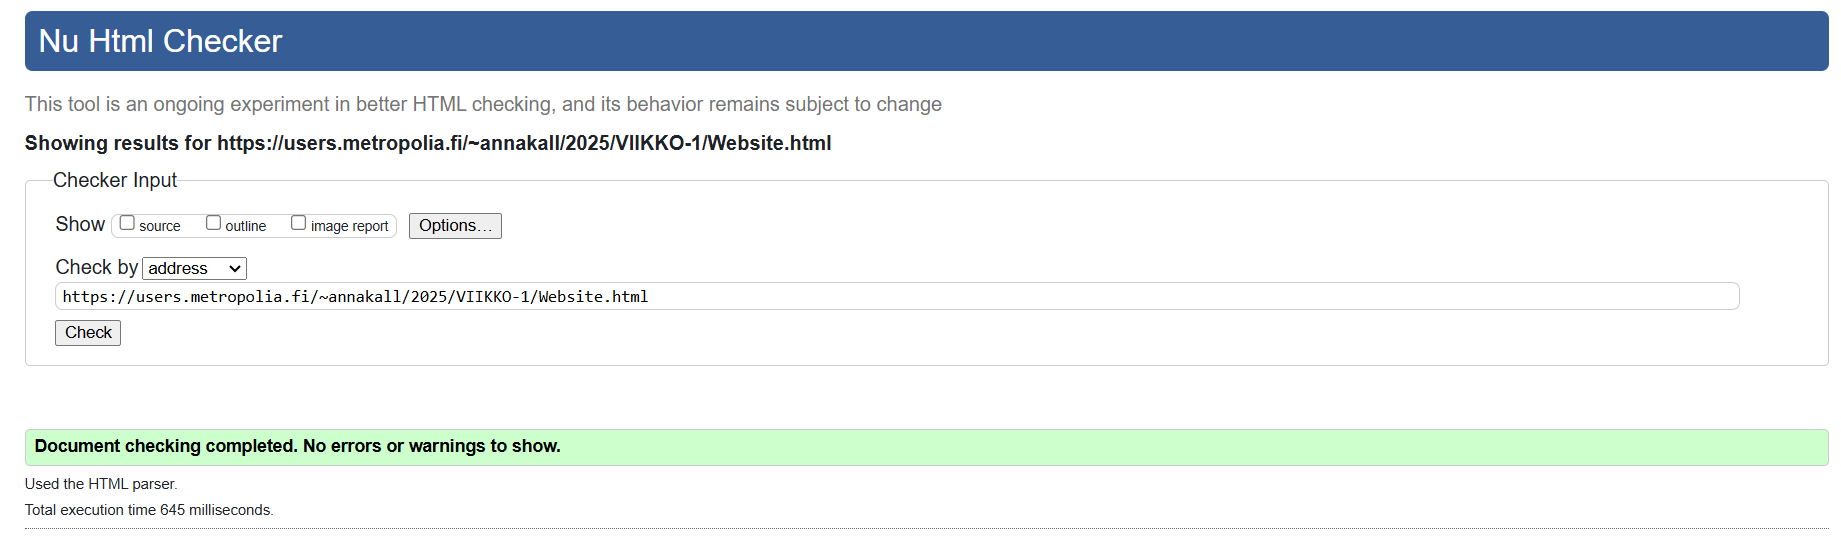 Nu Html Checker
This tool is an ongoing experiment in better HTML checking, and its behavior remains subject to change
Showing results for https://users.metropolia.fi/~annakall/2025/VIIKKO-1/Website.html
Checker Input
Show source outline image report Options...
Check by address
https://users.metropolia.fi/~annakall/2025/VIIKKO-1/Website.html
Check
Document checking completed. No errors or warnings to show.
Used the HTML parser.
Total execution time 645 milliseconds.